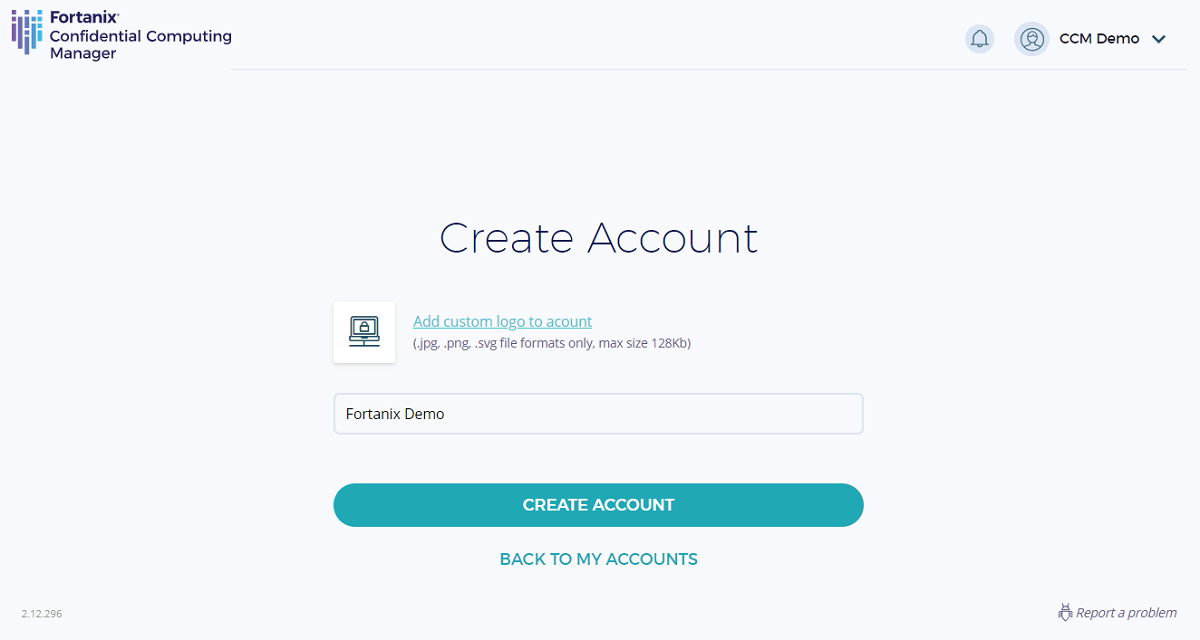 Fortanix
Confidential Computing
Manager
CCM Demo
Create Account
Add custom logo to acount
(.jpg, .png, .svg file formats only, max size 128Kb)
Fortanix Demo
CREATE ACCOUNT
BACK TO MY ACCOUNTS
2.12.296
Report a problem